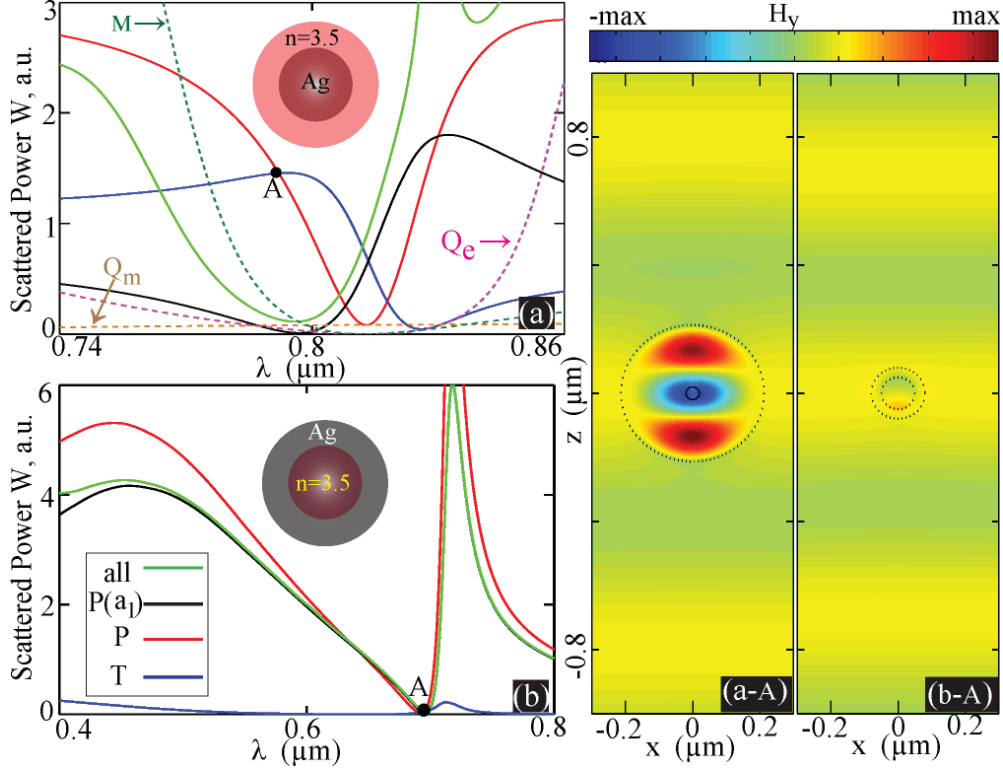 Scattered Power W, a.u.
3
2
1
0
M
n=3.5
Ag
A
Qe
Qm
(a)
0.74
0.8
0.86
λ (μm)
Scattered Power W, a.u.
6
4
2
0
Ag
n=3.5
all
P(a1)
P
T
A
(b)
0.4
0.6
0.8
λ (μm)
-max
Hy
max
0.8
z (μm)
-0.8
(a-A)
(b-A)
-0.2
0
0.2
-0.2
0
0.2
x (μm)
x (μm)